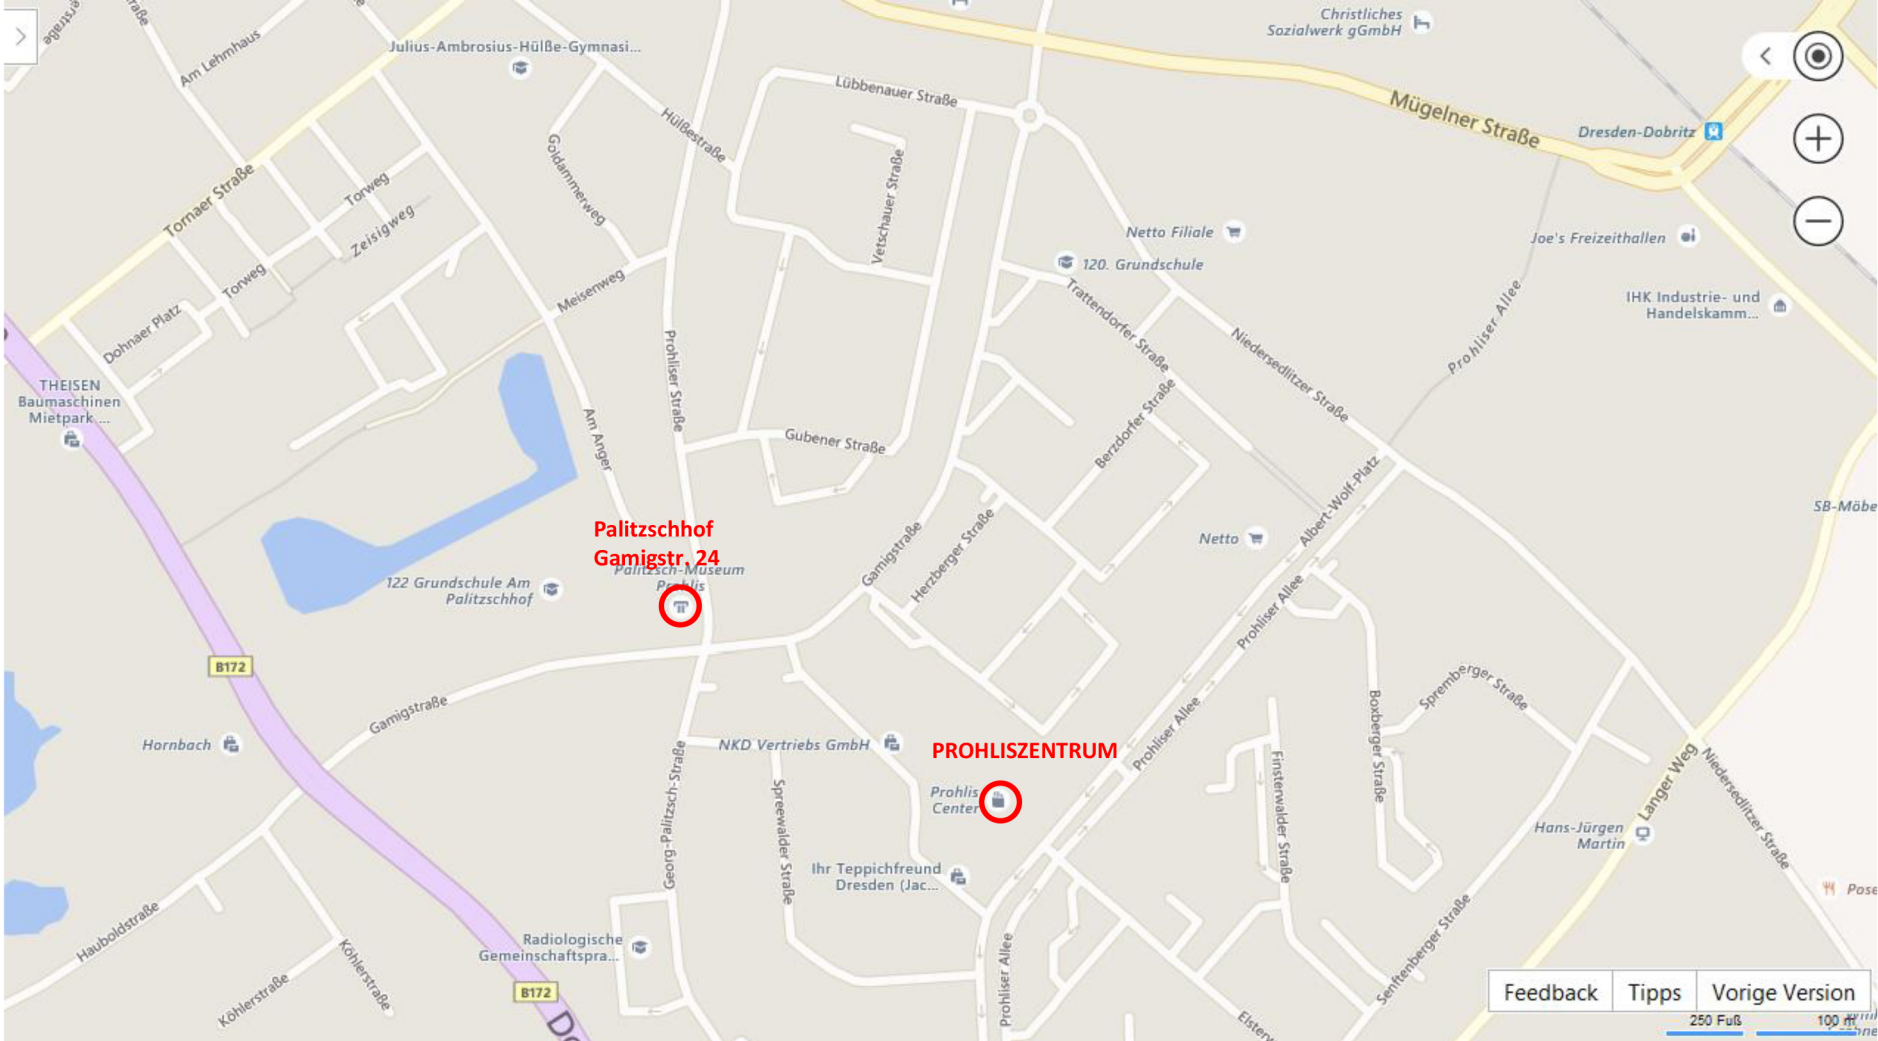 Christliches
Sozialwerk gGmbH
Am Lehmhaus
Julius-Ambrosius-Hülße-Gymnasi...
Lübbenauer Straße
Mügelner Straße
Dresden-Dobritz
Hülßestraße
Goldammerweg
Tornaer Straße
Torweg
Zeisigweg
Vetschauer Straße
Netto Filiale
Joe's Freizeithallen
120. Grundschule
Torweg
Meisenweg
Trattendorfer Straße
Prohliser Allee
IHK Industrie- und
Handelskamm...
Dohnaer Platz
Prohliser Straße
Niedersedlitzer Straße
THEISEN
Baumaschinen
Mietpark ...
Am Anger
Gubener Straße
Berzdorfer Straße
Albert-Wolf-Platz
SB-Möbe
Palitzschhof
Gamigstr. 24
Palitzsch-Museum
Prohlis
122 Grundschule Am
Palitzschhof
Gamigstraße
Herzberger Straße
Netto
Prohliser Allee
B172
Gamigstraße
Spremberger Straße
Boxberger Straße
Prohliser Allee
Hornbach
NKD Vertriebs GmbH
PROHLISZENTRUM
Prohlis
Center
Georg-Palitzsch-Straße
Spreewalder Straße
Finsterwalder Straße
Langer Weg
Niedersedlitzer Straße
Hans-Jürgen
Martin
Ihr Teppichfreund
Dresden (Jac...
Pose
Hauboldstraße
Köhlerstraße
Köhlerstraße
Radiologische
Gemeinschaftspra...
B172
Do
Prohliser Allee
Senftenberger Straße
Elsterw
Feedback
Tipps
Vorige Version
250 Fuß
100 m